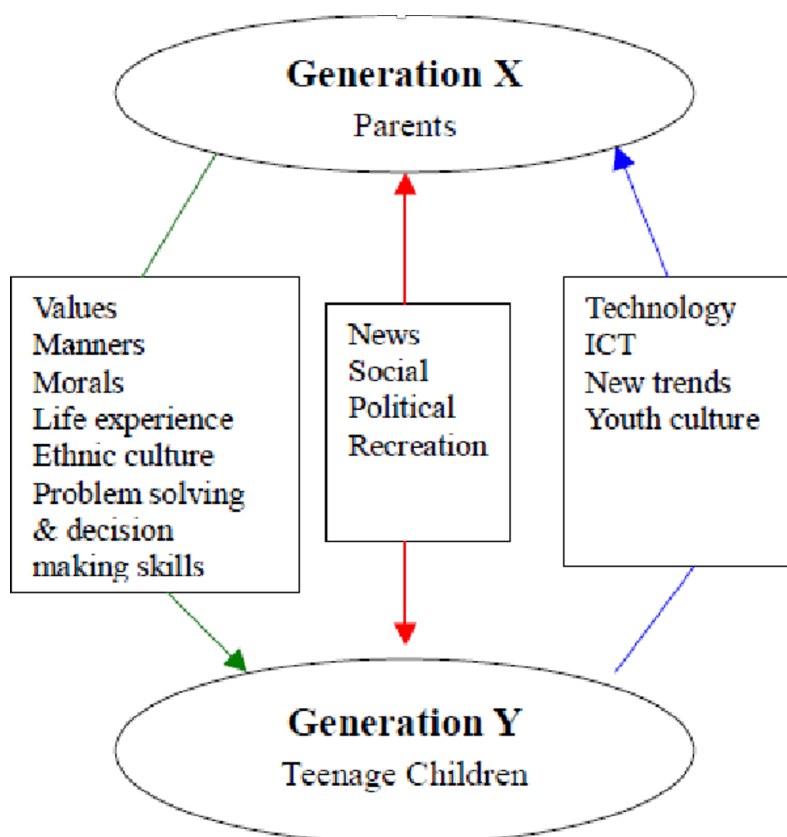 Generation X
Parents
Values
Manners
Morals
Life experience
Ethnic culture
Problem solving
& decision
making skills
News
Social
Political
Recreation
Technology
ICT
New trends
Youth culture
Generation Y
Teenage Children